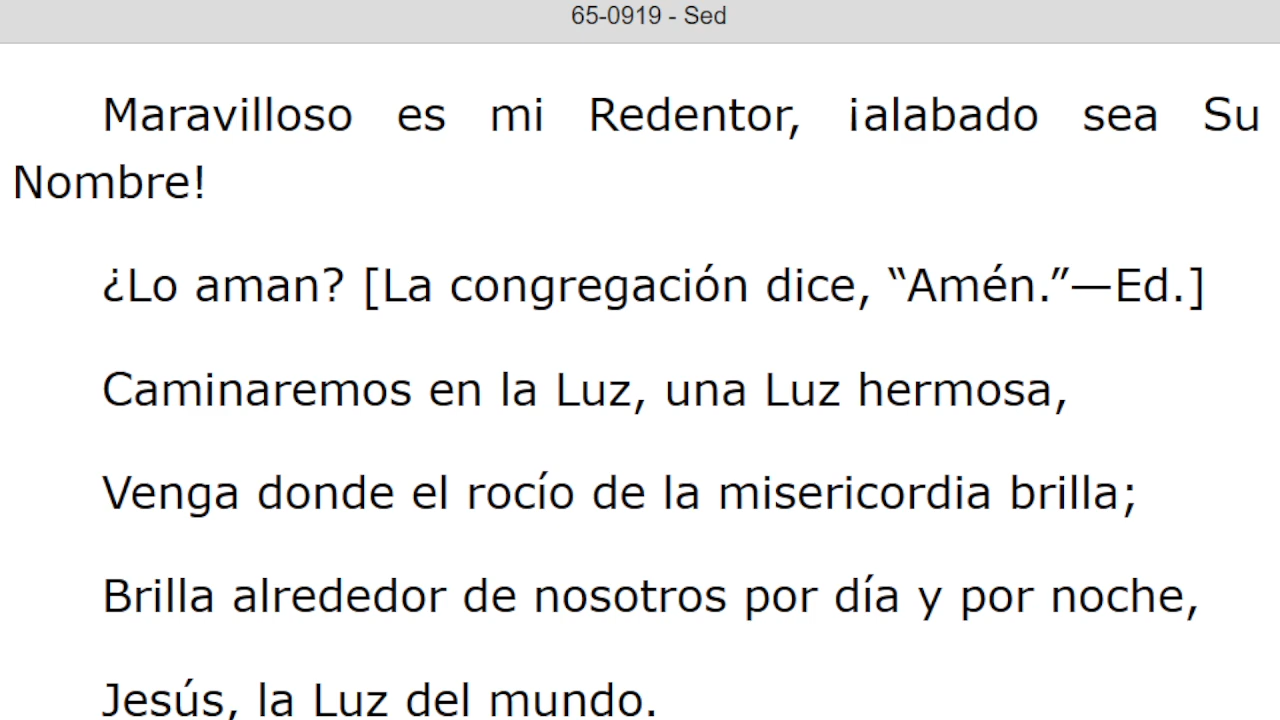 65-0919 - Sed
Maravilloso es mi Redentor, ¡alabado sea Su
Nombre!
¿Lo aman? [La congregación dice, “Amén.”—Ed.]
Caminaremos en la Luz, una Luz hermosa,
Venga donde el rocío de la misericordia brilla;
Brilla alrededor de nosotros por día y por noche,
Jesús, la Luz del mundo.